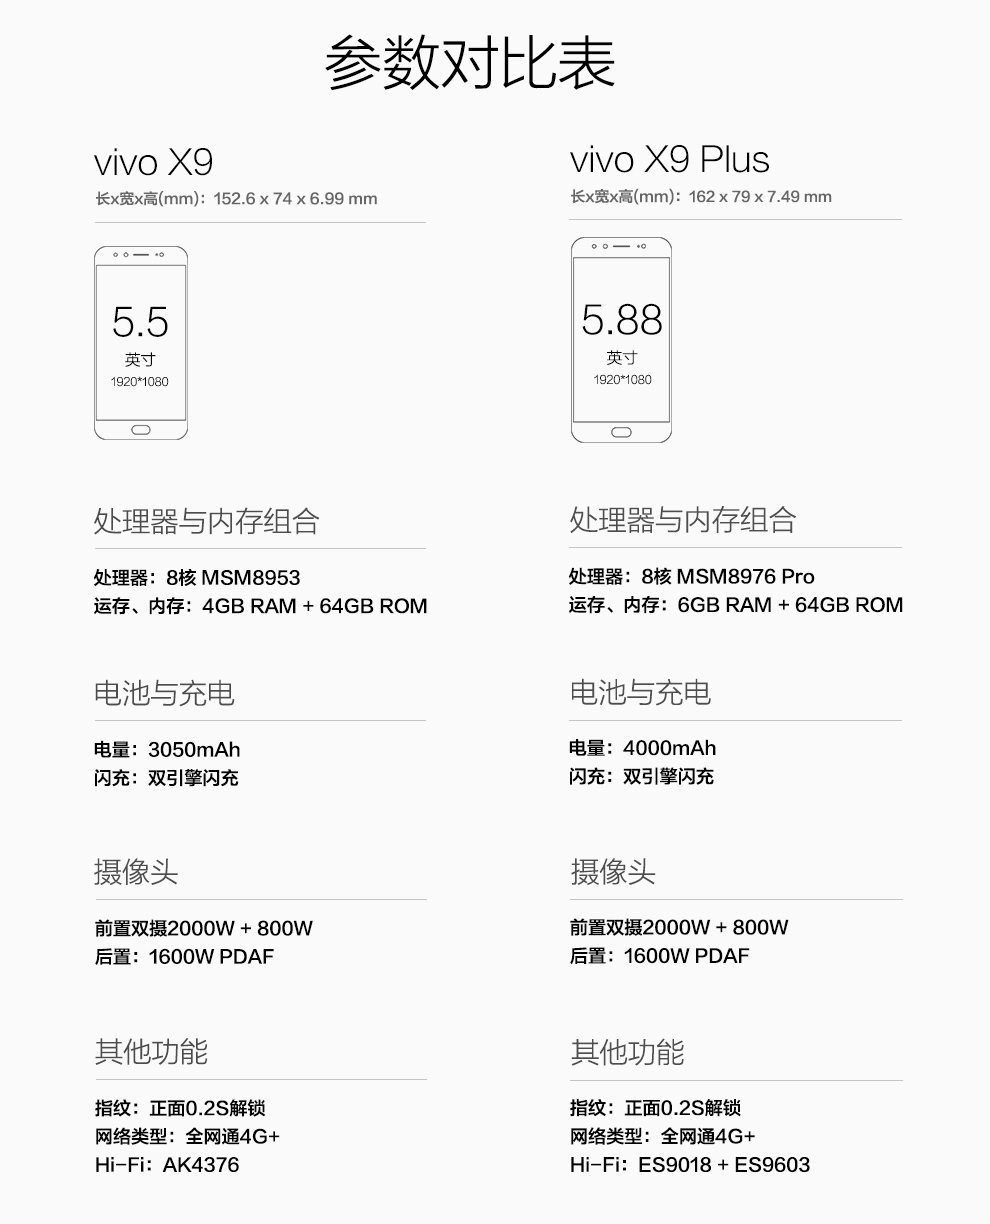 参数对比表
vivo X9
长x宽x高(mm)：152.6 x 74 x 6.99 mm
5.5
英寸
1920*1080
处理器与内存组合
处理器：8核 MSM8953
运存、内存：4GB RAM + 64GB ROM
电池与充电
电量：3050mAh
闪充：双引擎闪充
摄像头
前置双摄2000W + 800W
后置：1600W PDAF
其他功能
指纹：正面0.2S解锁
网络类型：全网通4G+
Hi-Fi：AK4376
vivo X9 Plus
长x宽x高(mm)：162 x 79 x 7.49 mm
5.88
英寸
1920*1080
处理器与内存组合
处理器：8核 MSM8976 Pro
运存、内存：6GB RAM + 64GB ROM
电池与充电
电量：4000mAh
闪充：双引擎闪充
摄像头
前置双摄2000W + 800W
后置：1600W PDAF
其他功能
指纹：正面0.2S解锁
网络类型：全网通4G+
Hi-Fi：ES9018 + ES9603